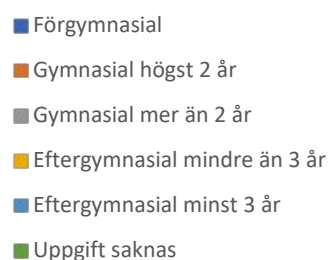 Förgymnasial
Gymnasial högst 2 år
Gymnasial mer än 2 år
Eftergymnasial mindre än 3 år
Eftergymnasial minst 3 år
Uppgift saknas